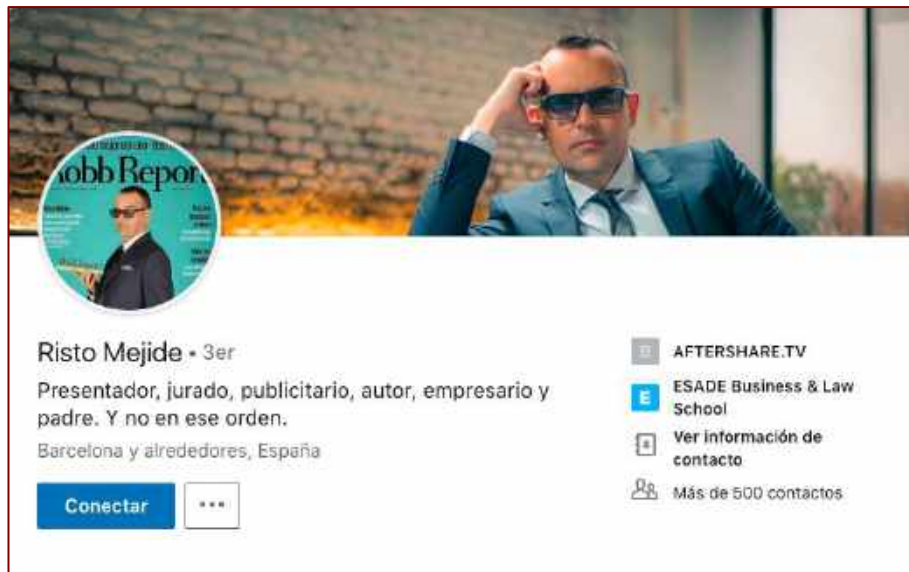 Robb Report
Risto Mejide • 3er
Presentador, jurado, publicitario, autor, empresario y
padre. Y no en ese orden.
Barcelona y alrededores, España
Conectar
...
AFTERSHARE.TV
E
ESADE Business & Law
School
Ver información de
contacto
Más de 500 contactos